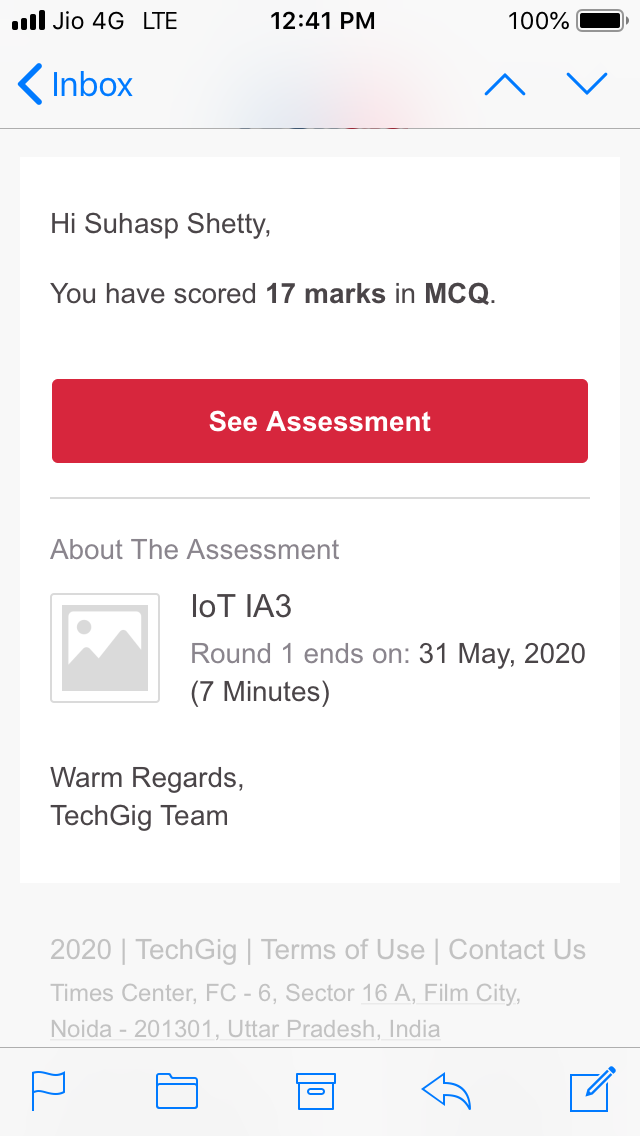 Jio 4G LTE 12:41 PM 100%
Inbox
Hi Suhasp Shetty,
You have scored 17 marks in MCQ.
See Assessment
About The Assessment
IoT IA3
Round 1 ends on: 31 May, 2020
(7 Minutes)
Warm Regards,
TechGig Team
2020 | TechGig | Terms of Use | Contact Us
Times Center, FC - 6, Sector 16 A, Film City,
Noida - 201301, Uttar Pradesh, India